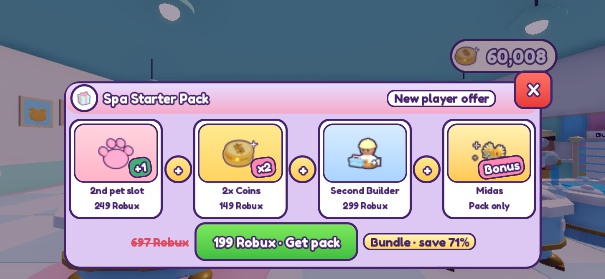 60,008
Spa Starter Pack
New player offer
X
+1
2nd pet slot
249 Robux
+
x2
2x Coins
149 Robux
+
Second Builder
299 Robux
+
Bonus
Midas
Pack only
697 Robux
199 Robux · Get pack
Bundle · save 71%